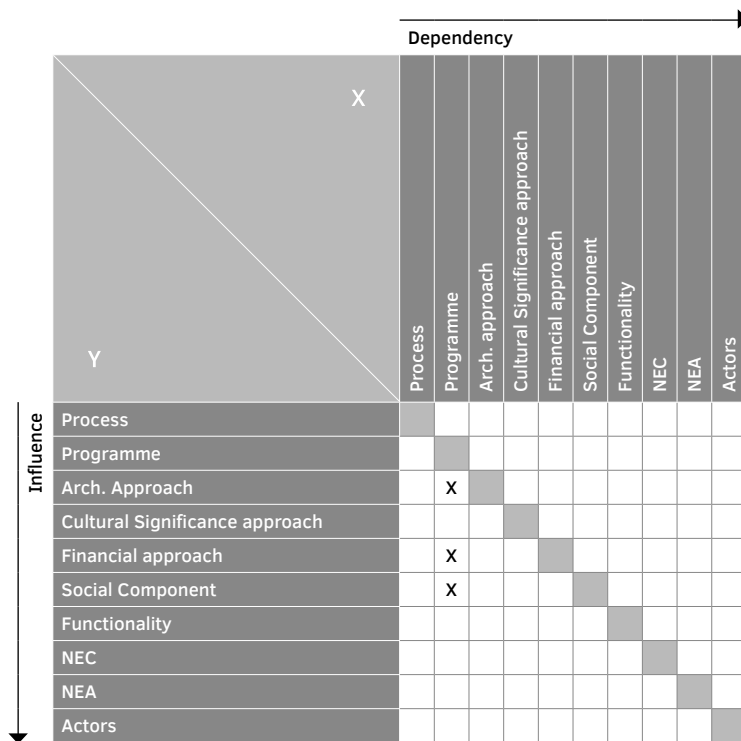 Dependency
X
Y
Process
Programme
Arch. approach
Cultural Significance approach
Financial approach
Social Component
Functionality
NEC
NEA
Actors
Influence
Process
Programme
Arch. Approach
X
Cultural Significance approach
Financial approach
X
Social Component
X
Functionality
NEC
NEA
Actors